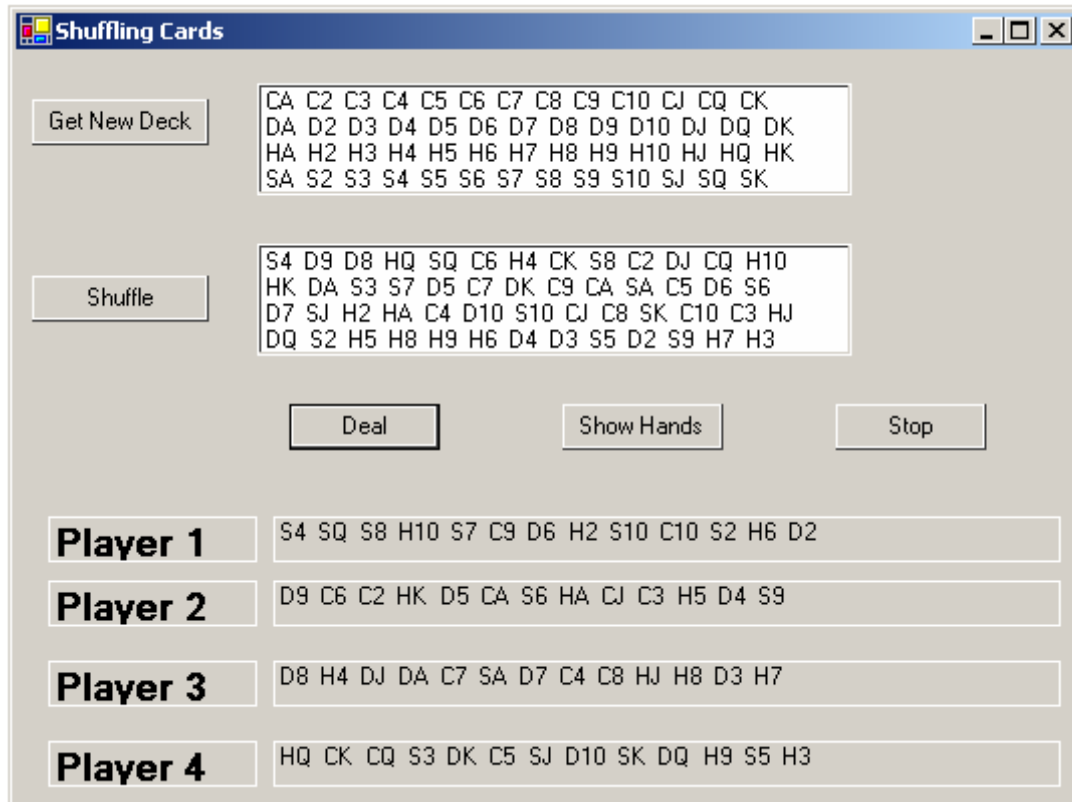 Shuffling Cards
Get New Deck
CA C2 C3 C4 C5 C6 C7 C8 C9 C10 CJ CQ CK
DA D2 D3 D4 D5 D6 D7 D8 D9 D10 DJ DQ DK
HA H2 H3 H4 H5 H6 H7 H8 H9 H10 HJ HQ HK
SA S2 S3 S4 S5 S6 S7 S8 S9 S10 SJ SQ SK
Shuffle
S4 D9 D8 HQ SQ C6 H4 CK S8 C2 DJ CQ H10
HK DA S3 S7 D5 C7 DK C9 CA SA C5 D6 S6
D7 SJ H2 HA C4 D10 S10 CJ C8 SK C10 C3 HJ
DQ S2 H5 H8 H9 H6 D4 D3 S5 D2 S9 H7 H3
Deal Show Hands Stop
Player 1 S4 SQ S8 H10 S7 C9 D6 H2 S10 C10 S2 H6 D2
Player 2 D9 C6 C2 HK D5 CA S6 HA CJ C3 H5 D4 S9
Player 3 D8 H4 DJ DA C7 SA D7 C4 C8 HJ H8 D3 H7
Player 4 HQ CK CQ S3 DK C5 SJ D10 SK DQ H9 S5 H3